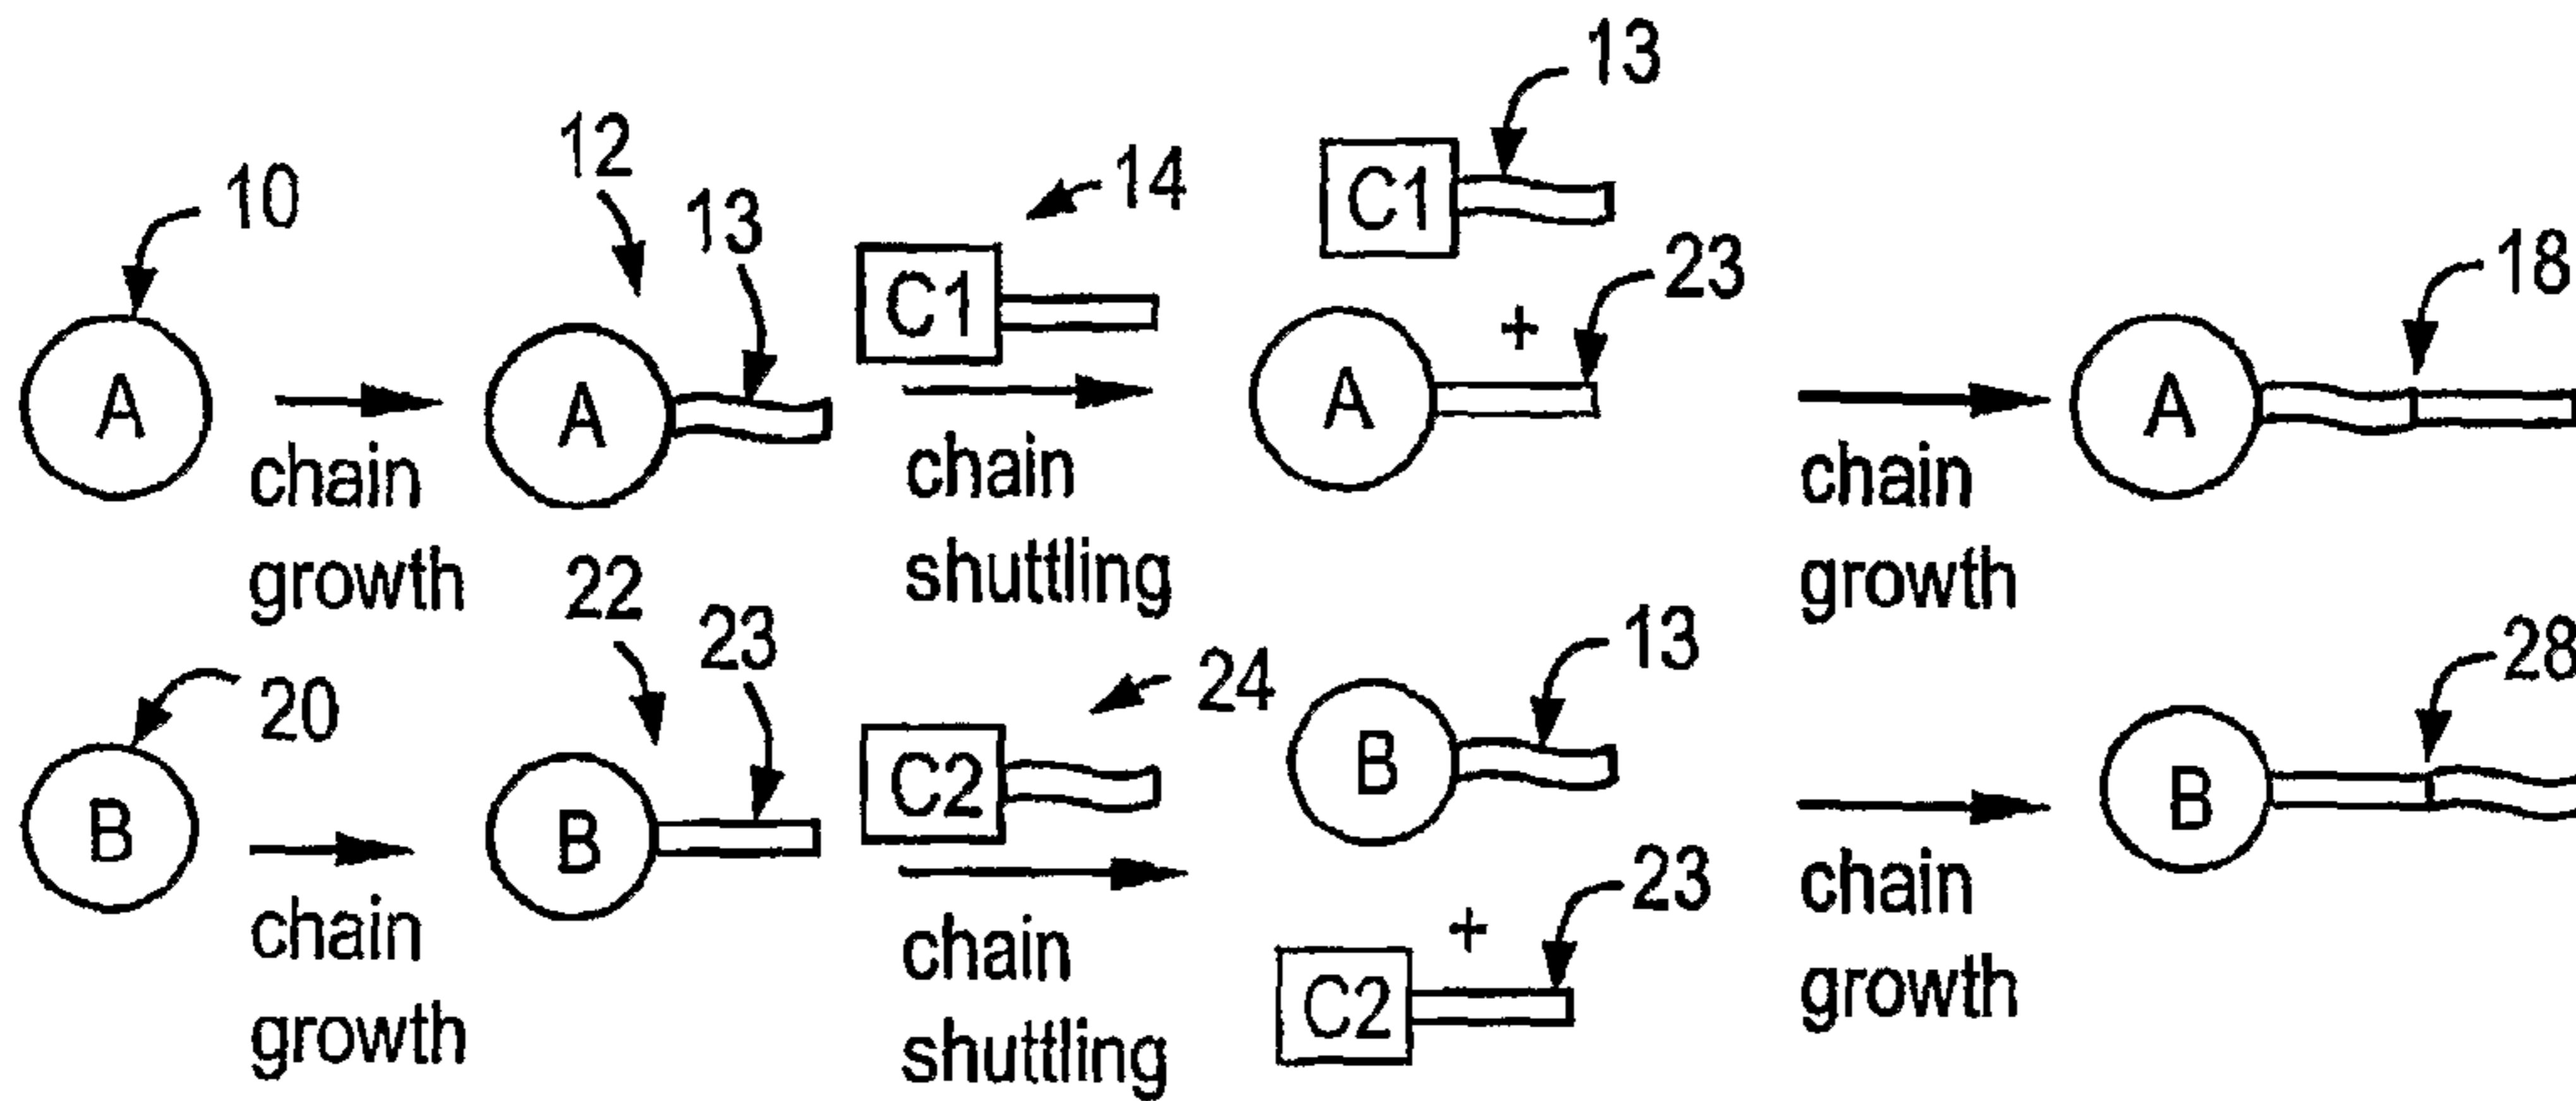 13
12
14
10
13
C1
23
18
C1
+
A
A
A
A
chain
growth
chain
shuttling
chain
growth
22
23
13
28
20
24
B
B
C2
B
B
+
23
chain
growth
chain
shuttling
C2
chain
growth